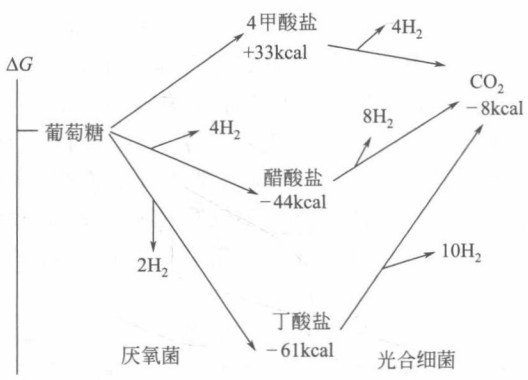 4甲酸盐
+33kcal
4H₂
ΔG
CO₂
−8kcal
葡萄糖
4H₂
8H₂
醋酸盐
−44kcal
2H₂
10H₂
丁酸盐
−61kcal
厌氧菌
光合细菌